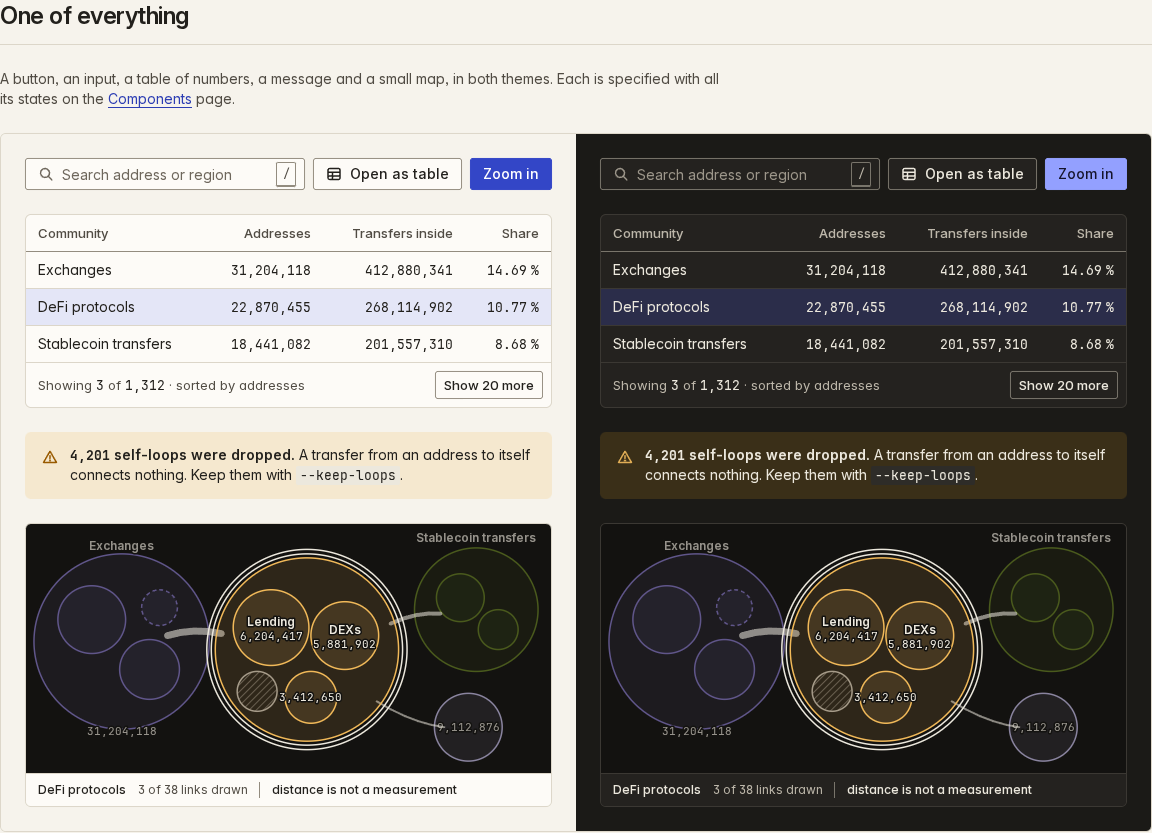 One of everything
A button, an input, a table of numbers, a message and a small map, in both themes. Each is specified with all
its states on the Components page.
Search address or region / Open as table Zoom in
Community Addresses Transfers inside Share
Exchanges 31,204,118 412,880,341 14.69 %
DeFi protocols 22,870,455 268,114,902 10.77 %
Stablecoin transfers 18,441,082 201,557,310 8.68 %
Showing 3 of 1,312 · sorted by addresses Show 20 more
4,201 self-loops were dropped. A transfer from an address to itself
connects nothing. Keep them with --keep-loops.
Stablecoin transfers
Exchanges
Lending
6,204,417
DEXs
5,881,902
3,412,650
31,204,118
9,112,876
DeFi protocols 3 of 38 links drawn distance is not a measurement
Search address or region / Open as table Zoom in
Community Addresses Transfers inside Share
Exchanges 31,204,118 412,880,341 14.69 %
DeFi protocols 22,870,455 268,114,902 10.77 %
Stablecoin transfers 18,441,082 201,557,310 8.68 %
Showing 3 of 1,312 · sorted by addresses Show 20 more
4,201 self-loops were dropped. A transfer from an address to itself
connects nothing. Keep them with --keep-loops.
Stablecoin transfers
Exchanges
Lending
6,204,417
DEXs
5,881,902
3,412,650
31,204,118
9,112,876
DeFi protocols 3 of 38 links drawn distance is not a measurement